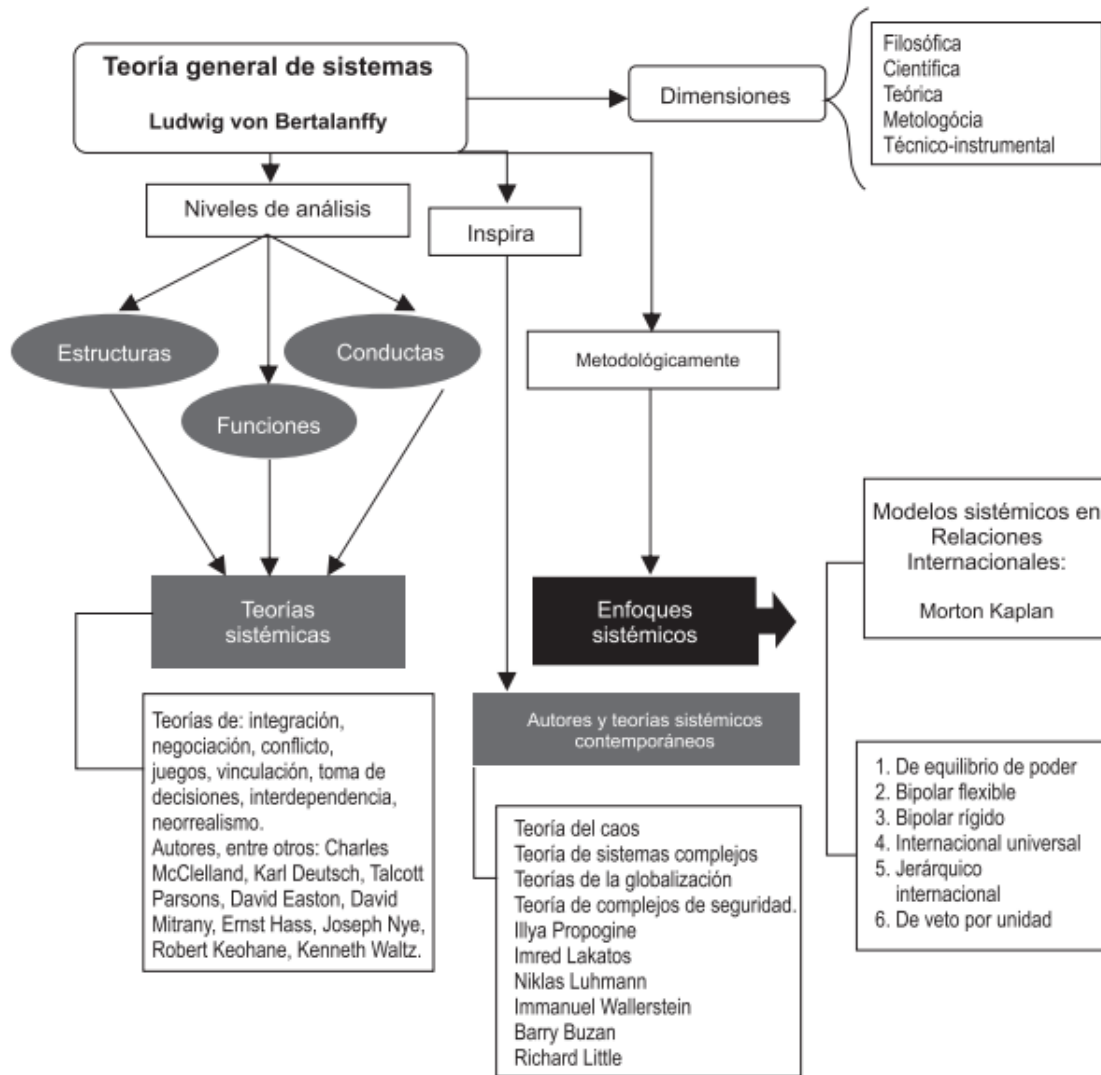 Teoría general de sistemas
Ludwig von Bertalanffy
Dimensiones
Filosófica
Científica
Teórica
Metologócia
Técnico-instrumental
Niveles de análisis
Inspira
Estructuras
Conductas
Funciones
Metodológicamente
Modelos sistémicos en
Relaciones
Internacionales:
Morton Kaplan
Teorías
sistémicas
Enfoques
sistémicos
Teorías de: integración,
negociación, conflicto,
juegos, vinculación, toma de
decisiones, interdependencia,
neorrealismo.
Autores, entre otros: Charles
McClelland, Karl Deutsch, Talcott
Parsons, David Easton, David
Mitrany, Ernst Hass, Joseph Nye,
Robert Keohane, Kenneth Waltz.
Autores y teorías sistémicos
contemporáneos
Teoría del caos
Teoría de sistemas complejos
Teorías de la globalización
Teoría de complejos de seguridad.
Illya Propogine
Imred Lakatos
Niklas Luhmann
Immanuel Wallerstein
Barry Buzan
Richard Little
1. De equilibrio de poder
2. Bipolar flexible
3. Bipolar rígido
4. Internacional universal
5. Jerárquico
internacional
6. De veto por unidad